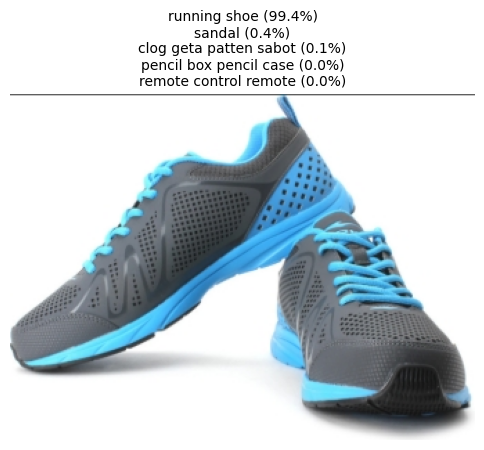 running shoe (99.4%)
sandal (0.4%)
clog geta patten sabot (0.1%)
pencil box pencil case (0.0%)
remote control remote (0.0%)